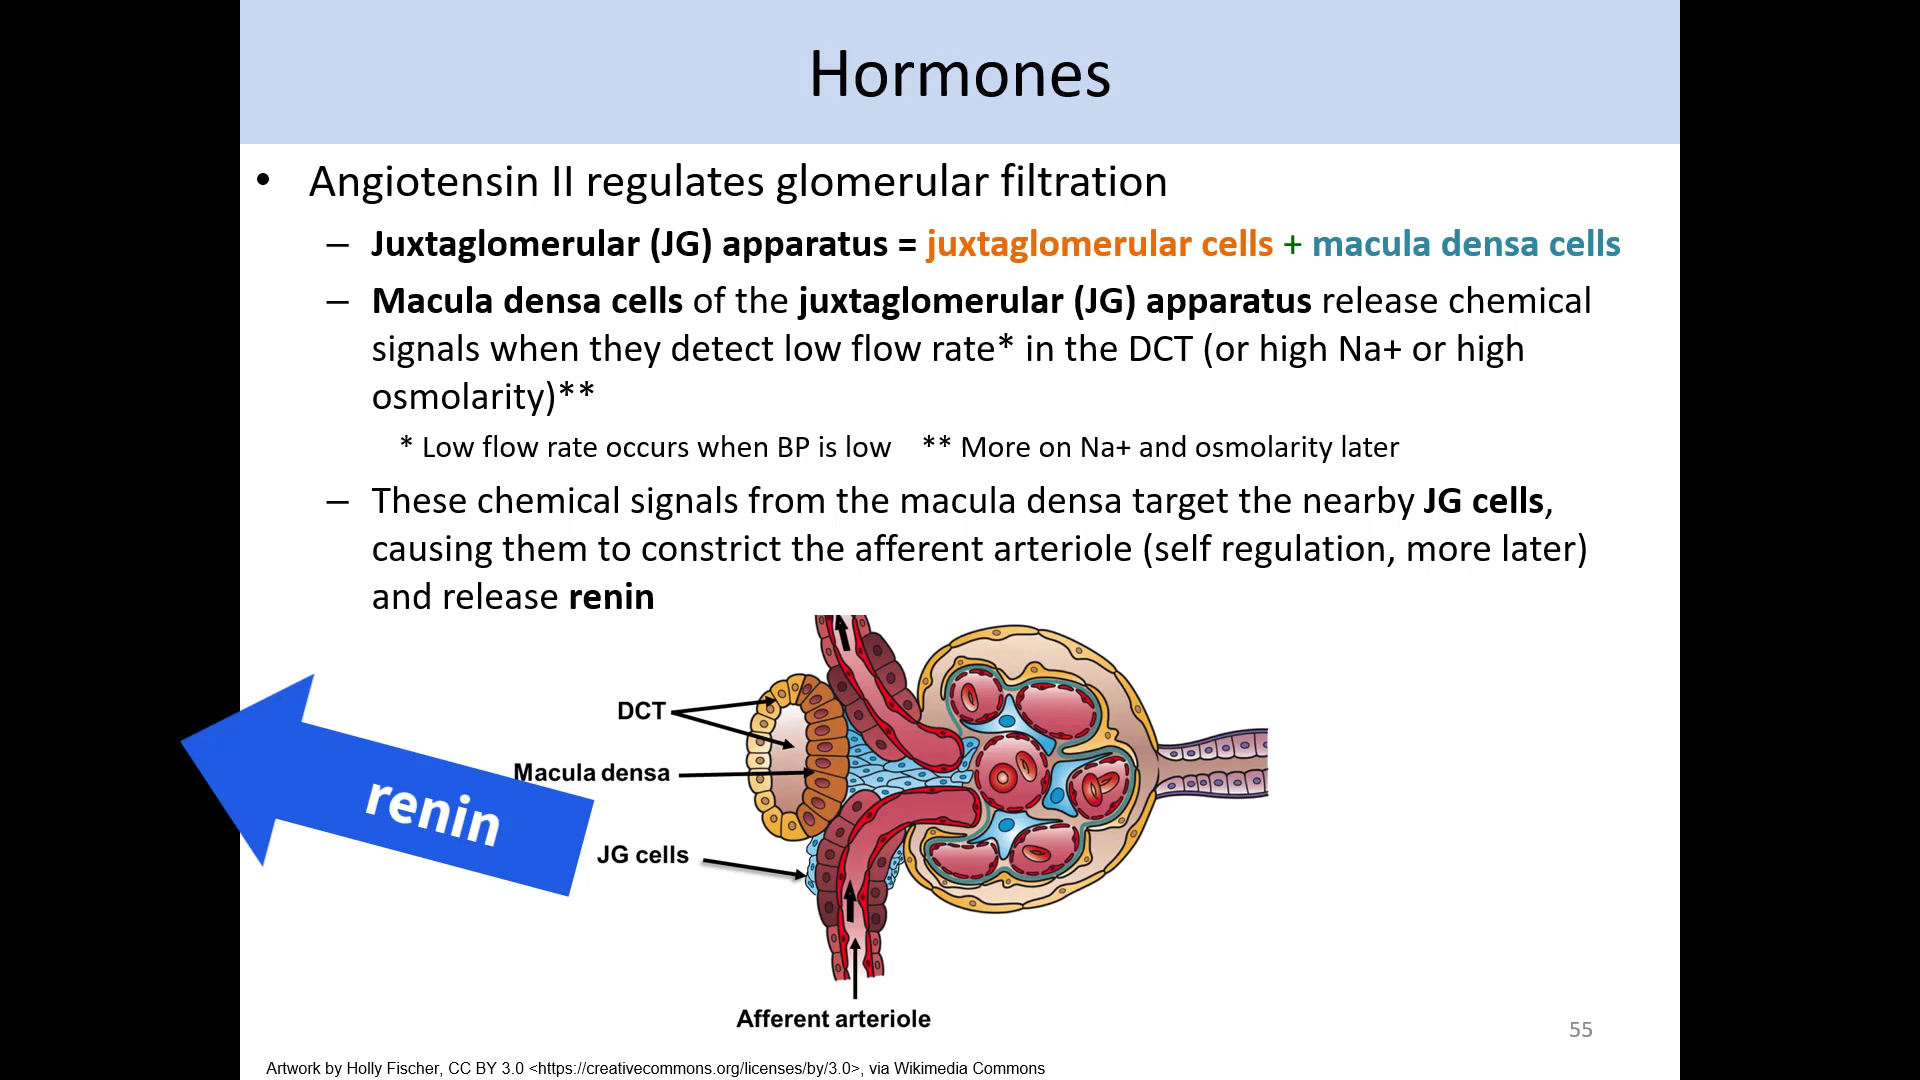 Hormones
• Angiotensin II regulates glomerular filtration
– Juxtaglomerular (JG) apparatus = juxtaglomerular cells + macula densa cells
– Macula densa cells of the juxtaglomerular (JG) apparatus release chemical
signals when they detect low flow rate* in the DCT (or high Na+ or high
osmolarity)**
* Low flow rate occurs when BP is low ** More on Na+ and osmolarity later
– These chemical signals from the macula densa target the nearby JG cells,
causing them to constrict the afferent arteriole (self regulation, more later)
and release renin
DCT
Macula densa
renin
JG cells
Afferent arteriole
55
Artwork by Holly Fischer, CC BY 3.0 <https://creativecommons.org/licenses/by/3.0>, via Wikimedia Commons